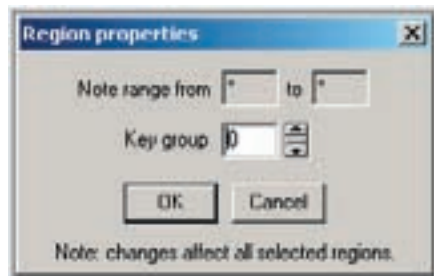 Region properties
Note range from * to *
Key group 0
OK Cancel
Note: changes affect all selected regions.